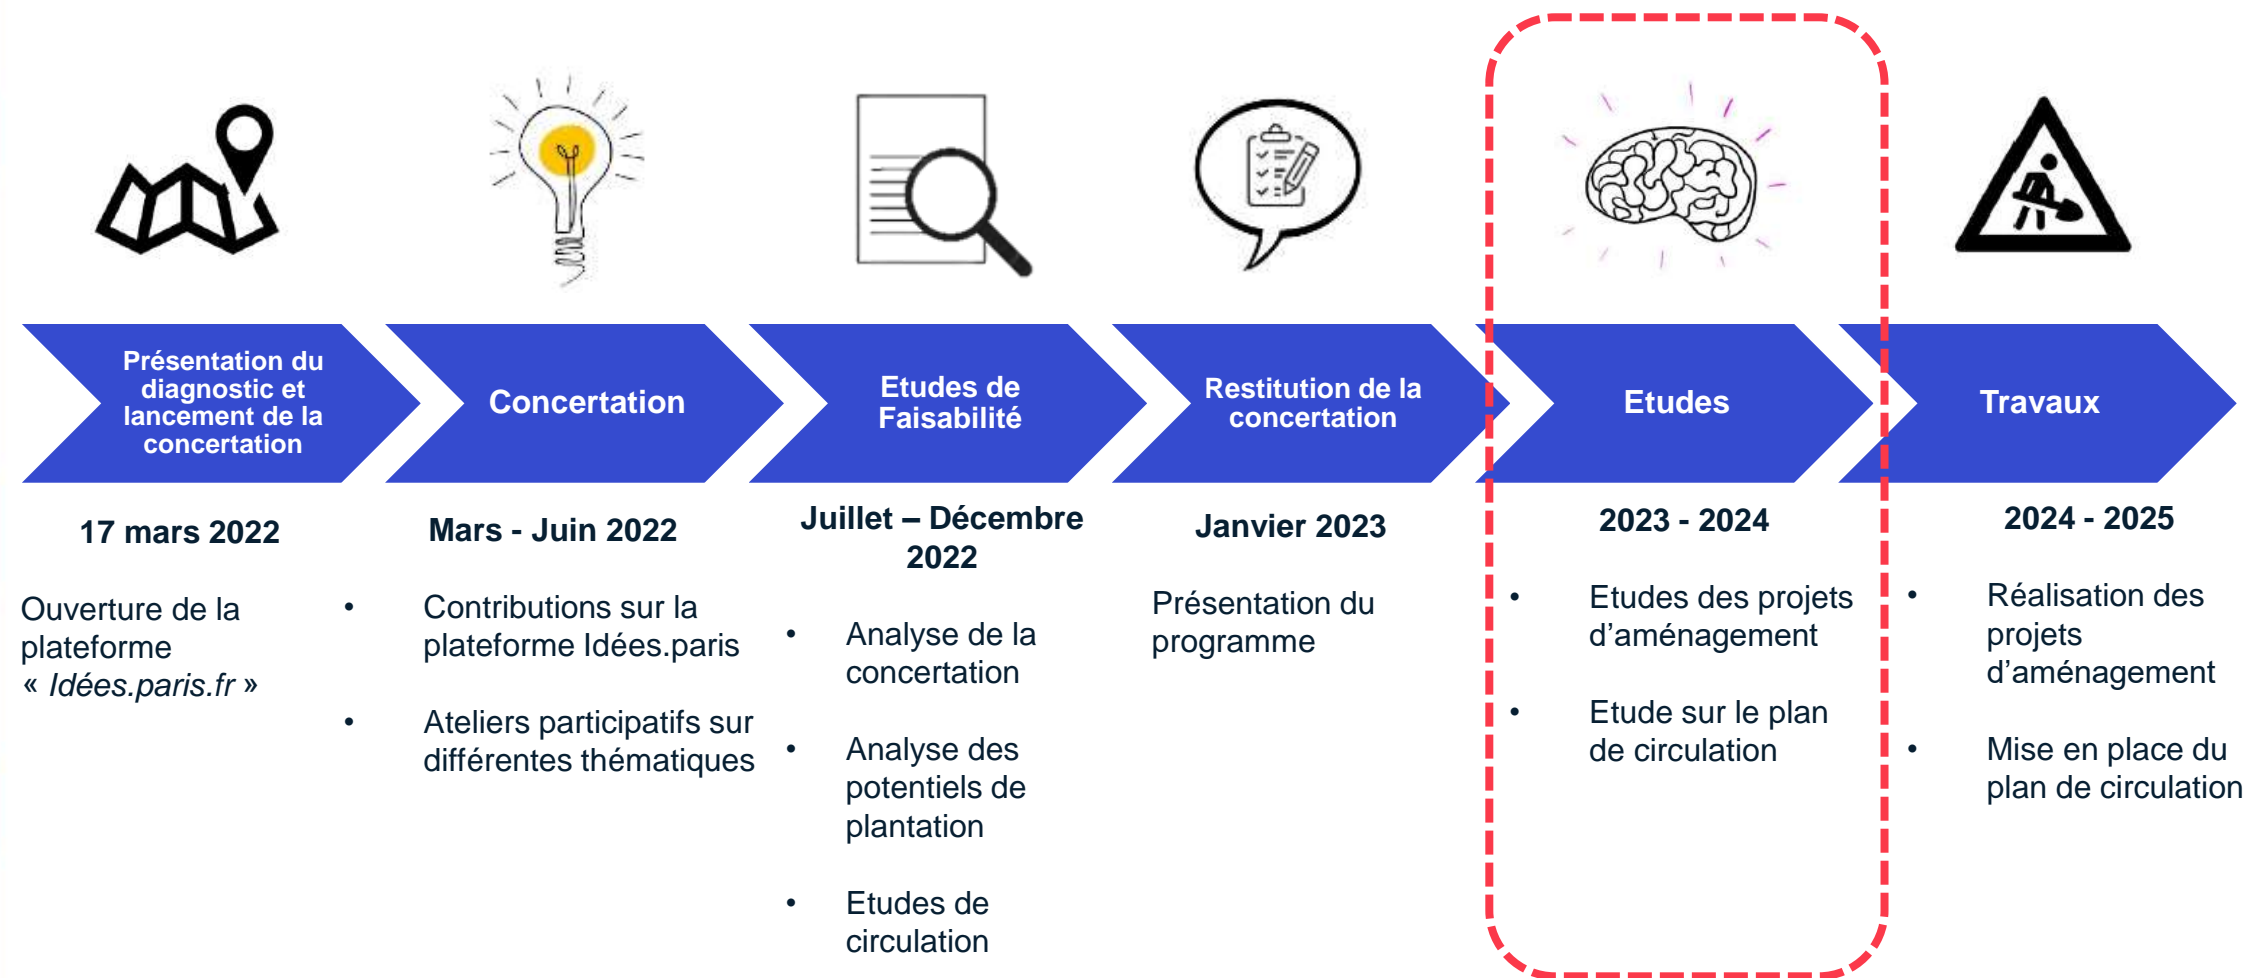 Présentation du
diagnostic et
lancement de la
concertation
Concertation
Etudes de
Faisabilité
Restitution de la
concertation
Etudes
Travaux
17 mars 2022
Ouverture de la
plateforme
« Idées.paris.fr »
Mars - Juin 2022
• Contributions sur la
plateforme Idées.paris
• Ateliers participatifs sur
différentes thématiques
Juillet – Décembre
2022
• Analyse de la
concertation
• Analyse des
potentiels de
plantation
• Etudes de
circulation
Janvier 2023
Présentation du
programme
2023 - 2024
• Etudes des projets
d’aménagement
• Etude sur le plan
de circulation
2024 - 2025
• Réalisation des
projets
d’aménagement
• Mise en place du
plan de circulation